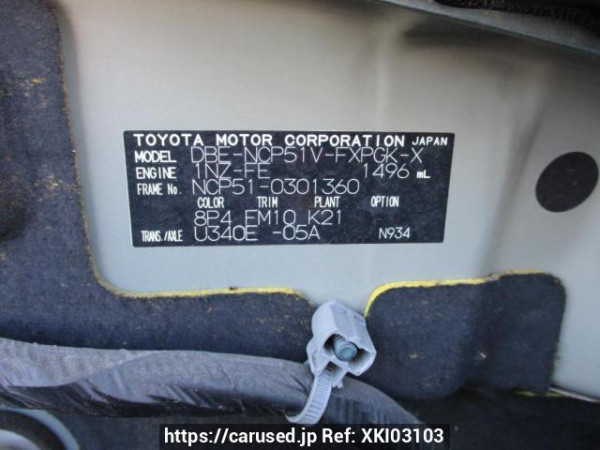 TOYOTA MOTOR CORPORATION JAPAN
MODEL DBE-NCP51V-FXPGK-X
ENGINE 1NZ-FE 1496 mL
FRAME No. NCP51-0301360
COLOR TRIM PLANT OPTION
8P4 FM10 K21
TRANS./AXLE U340E -05A N934
https://carused.jp Ref: XKI03103